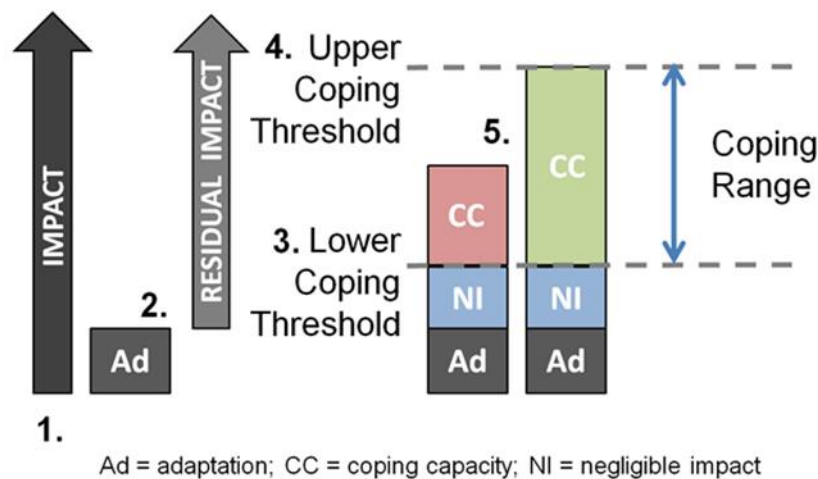 IMPACT
1.
2.
Ad
RESIDUAL IMPACT
4. Upper
Coping
Threshold
3. Lower
Coping
Threshold
5.
CC
NI
Ad
CC
NI
Ad
Coping
Range
Ad = adaptation; CC = coping capacity; NI = negligible impact